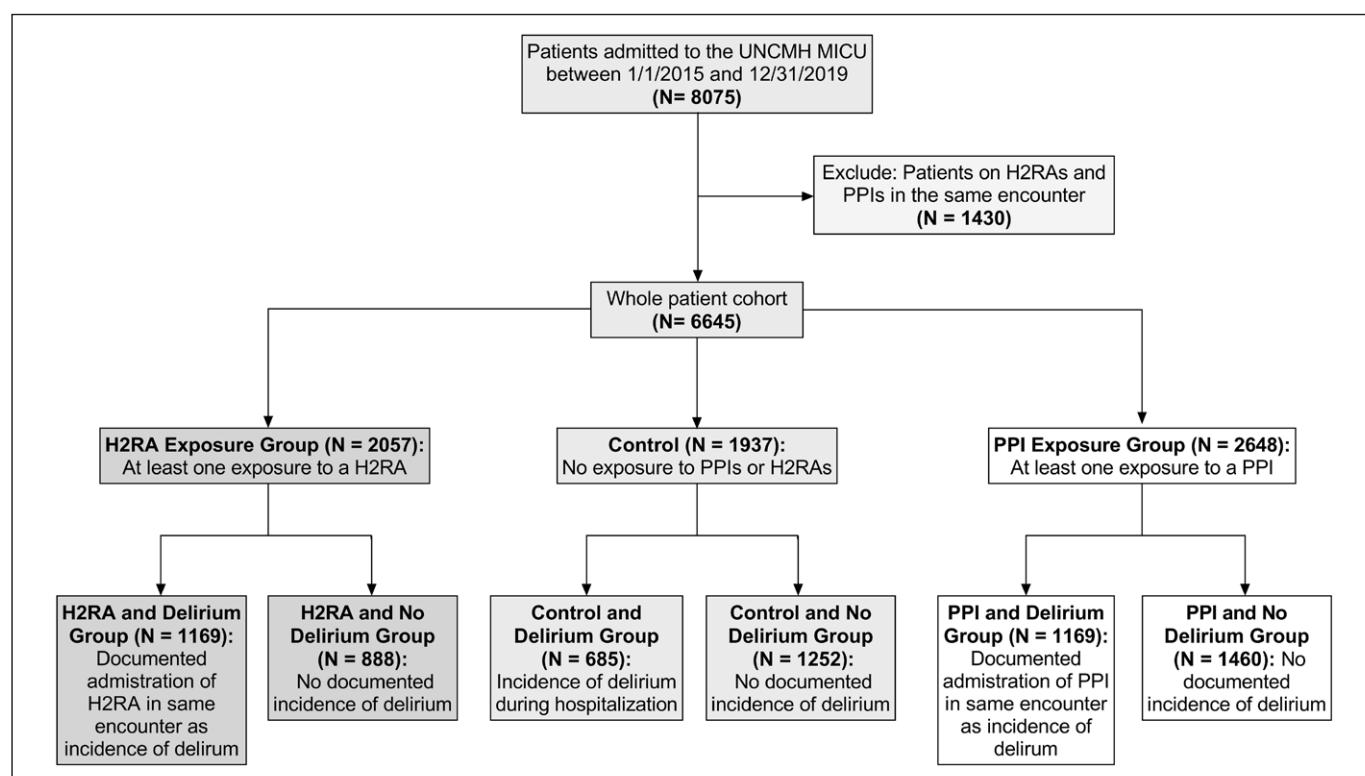 Patients admitted to the UNCMH MICU
between 1/1/2015 and 12/31/2019
(N= 8075)
Exclude: Patients on H2RAs and
PPIs in the same encounter
(N = 1430)
Whole patient cohort
(N= 6645)
H2RA Exposure Group (N = 2057):
At least one exposure to a H2RA
Control (N = 1937):
No exposure to PPIs or H2RAs
PPI Exposure Group (N = 2648):
At least one exposure to a PPI
H2RA and Delirium
Group (N = 1169):
Documented
admistration of
H2RA in same
encounter as
incidence of delirum
H2RA and No
Delirium Group
(N = 888):
No documented
incidence of delirium
Control and
Delirium Group
(N = 685):
Incidence of delirium
during hospitalization
Control and No
Delirium Group
(N = 1252):
No documented
incidence of delirium
PPI and Delirium
Group (N = 1169):
Documented
admistration of PPI
in same encounter
as incidence of
delirum
PPI and No
Delirium Group
(N = 1460): No
documented
incidence of delirium